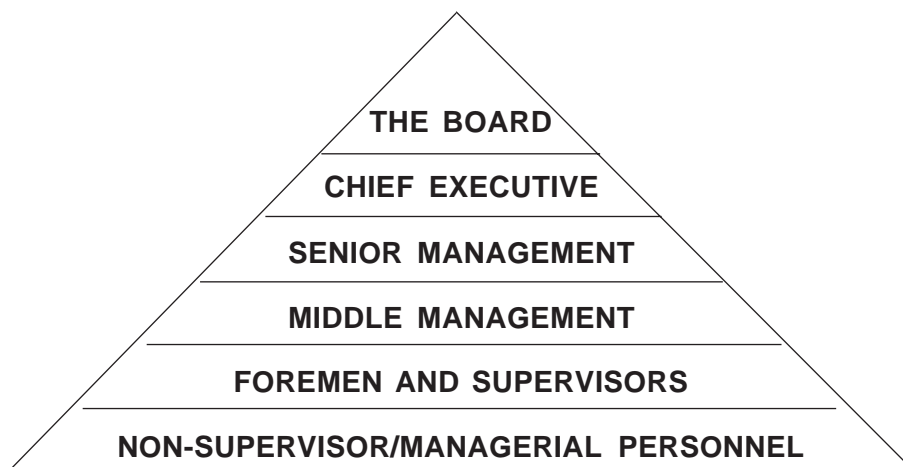 THE BOARD
CHIEF EXECUTIVE
SENIOR MANAGEMENT
MIDDLE MANAGEMENT
FOREMEN AND SUPERVISORS
NON-SUPERVISOR/MANAGERIAL PERSONNEL